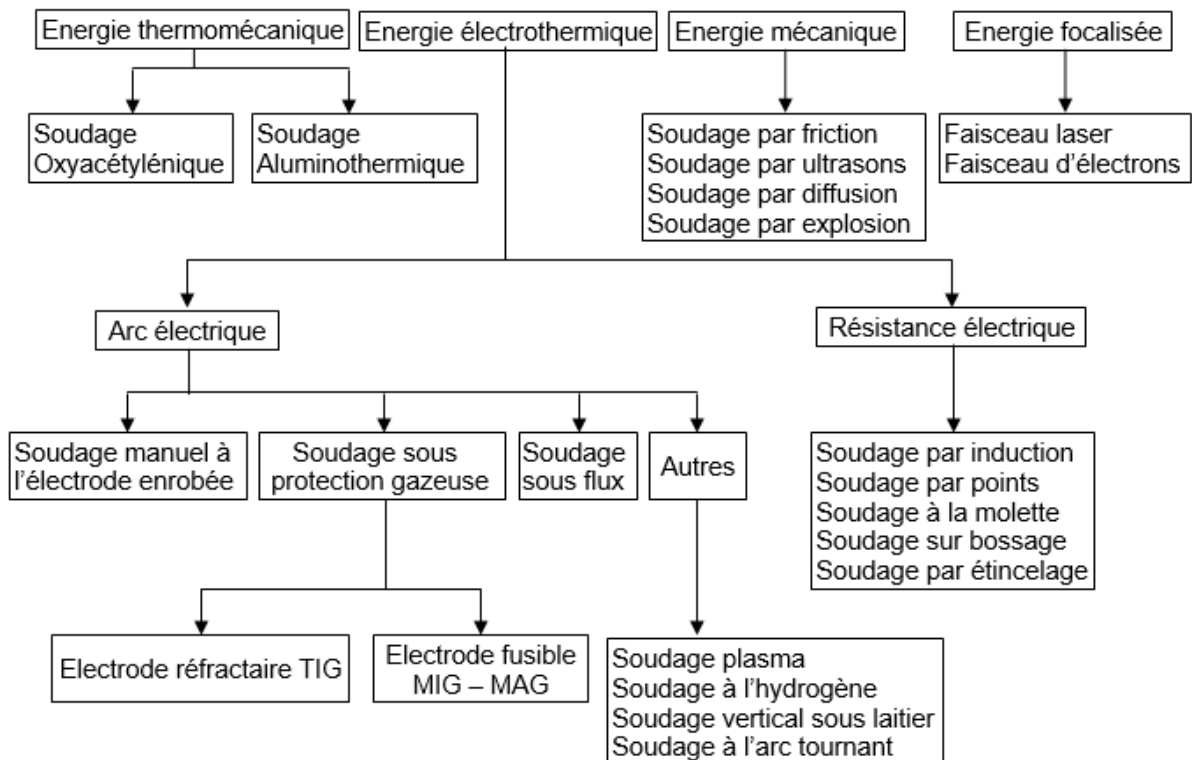 Energie thermomécanique
Energie électrothermique
Energie mécanique
Energie focalisée
Soudage
Oxyacétylénique
Soudage
Aluminothermique
Soudage par friction
Soudage par ultrasons
Soudage par diffusion
Soudage par explosion
Faisceau laser
Faisceau d’électrons
Arc électrique
Résistance électrique
Soudage manuel à
l’électrode enrobée
Soudage sous
protection gazeuse
Soudage
sous flux
Autres
Soudage par induction
Soudage par points
Soudage à la molette
Soudage sur bossage
Soudage par étincelage
Electrode réfractaire TIG
Electrode fusible
MIG – MAG
Soudage plasma
Soudage à l’hydrogène
Soudage vertical sous laitier
Soudage à l’arc tournant